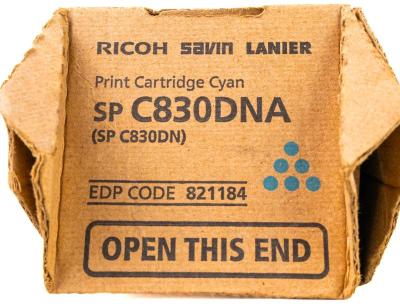 RICOH savin LANIER
Print Cartridge Cyan
SP C830DNA
(SP C830DN)
EDP CODE 821184
OPEN THIS END